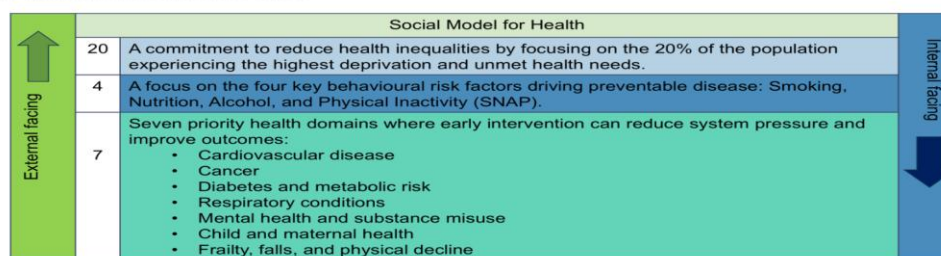 Social Model for Health
External facing
Internal facing
20
A commitment to reduce health inequalities by focusing on the 20% of the population
experiencing the highest deprivation and unmet health needs.
4
A focus on the four key behavioural risk factors driving preventable disease: Smoking,
Nutrition, Alcohol, and Physical Inactivity (SNAP).
7
Seven priority health domains where early intervention can reduce system pressure and
improve outcomes:
• Cardiovascular disease
• Cancer
• Diabetes and metabolic risk
• Respiratory conditions
• Mental health and substance misuse
• Child and maternal health
• Frailty, falls, and physical decline